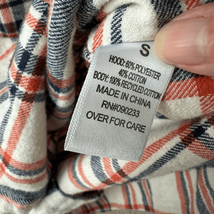 S
HOOD: 60% POLYESTER
40% COTTON
BODY: 100% RECYCLED COTTON
MADE IN CHINA
RN#090233
OVER FOR CARE